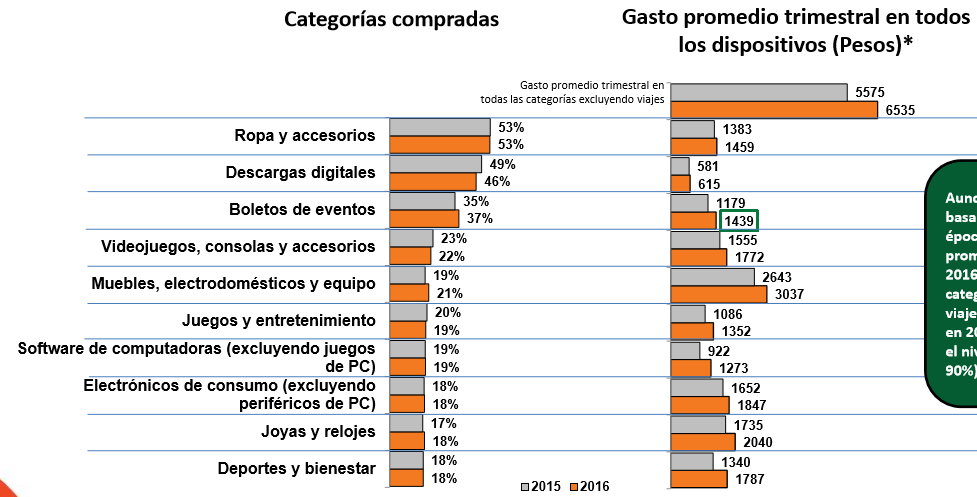 Categorías compradas
Gasto promedio trimestral en todos
los dispositivos (Pesos)*
Gasto promedio trimestral en
todas las categorías excluyendo viajes
5575
6535
Ropa y accesorios
53%
53%
1383
1459
Descargas digitales
49%
46%
581
615
Boletos de eventos
35%
37%
1179
1439
Videojuegos, consolas y accesorios
23%
22%
1555
1772
Muebles, electrodomésticos y equipo
19%
21%
2643
3037
Juegos y entretenimiento
20%
19%
1086
1352
Software de computadoras (excluyendo juegos
de PC)
19%
19%
922
1273
Electrónicos de consumo (excluyendo
periféricos de PC)
18%
18%
1652
1847
Joyas y relojes
17%
18%
1735
2040
Deportes y bienestar
18%
18%
1340
1787
2015 2016
Aunq
basa
époc
prom
2016
categ
viaje
en 20
el niv
90%)